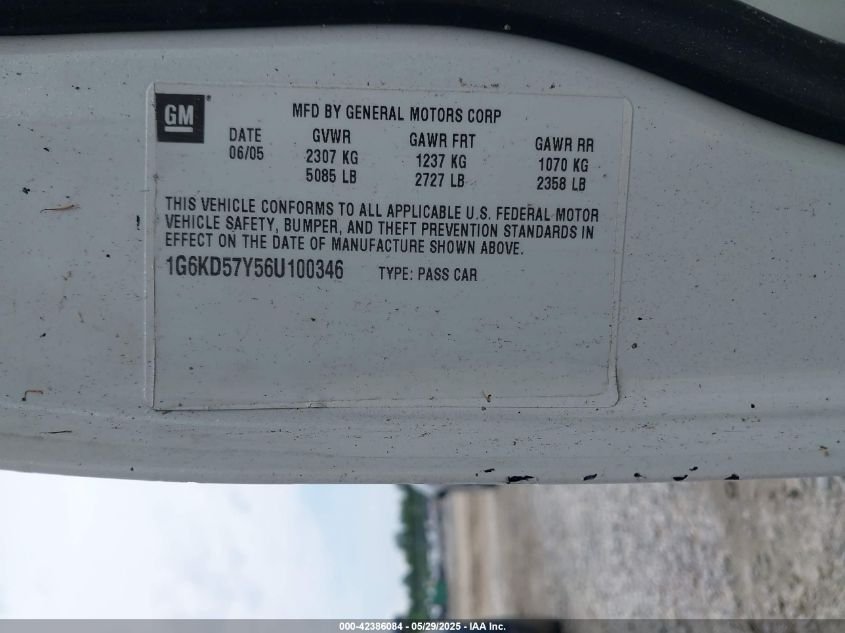 GM
MFD BY GENERAL MOTORS CORP
DATE GVWR GAWR FRT GAWR RR
06/05 2307 KG 1237 KG 1070 KG
5085 LB 2727 LB 2358 LB
THIS VEHICLE CONFORMS TO ALL APPLICABLE U.S. FEDERAL MOTOR
VEHICLE SAFETY, BUMPER, AND THEFT PREVENTION STANDARDS IN
EFFECT ON THE DATE OF MANUFACTURE SHOWN ABOVE.
1G6KD57Y56U100346 TYPE: PASS CAR
000-42386084 - 05/29/2025 - IAA Inc.